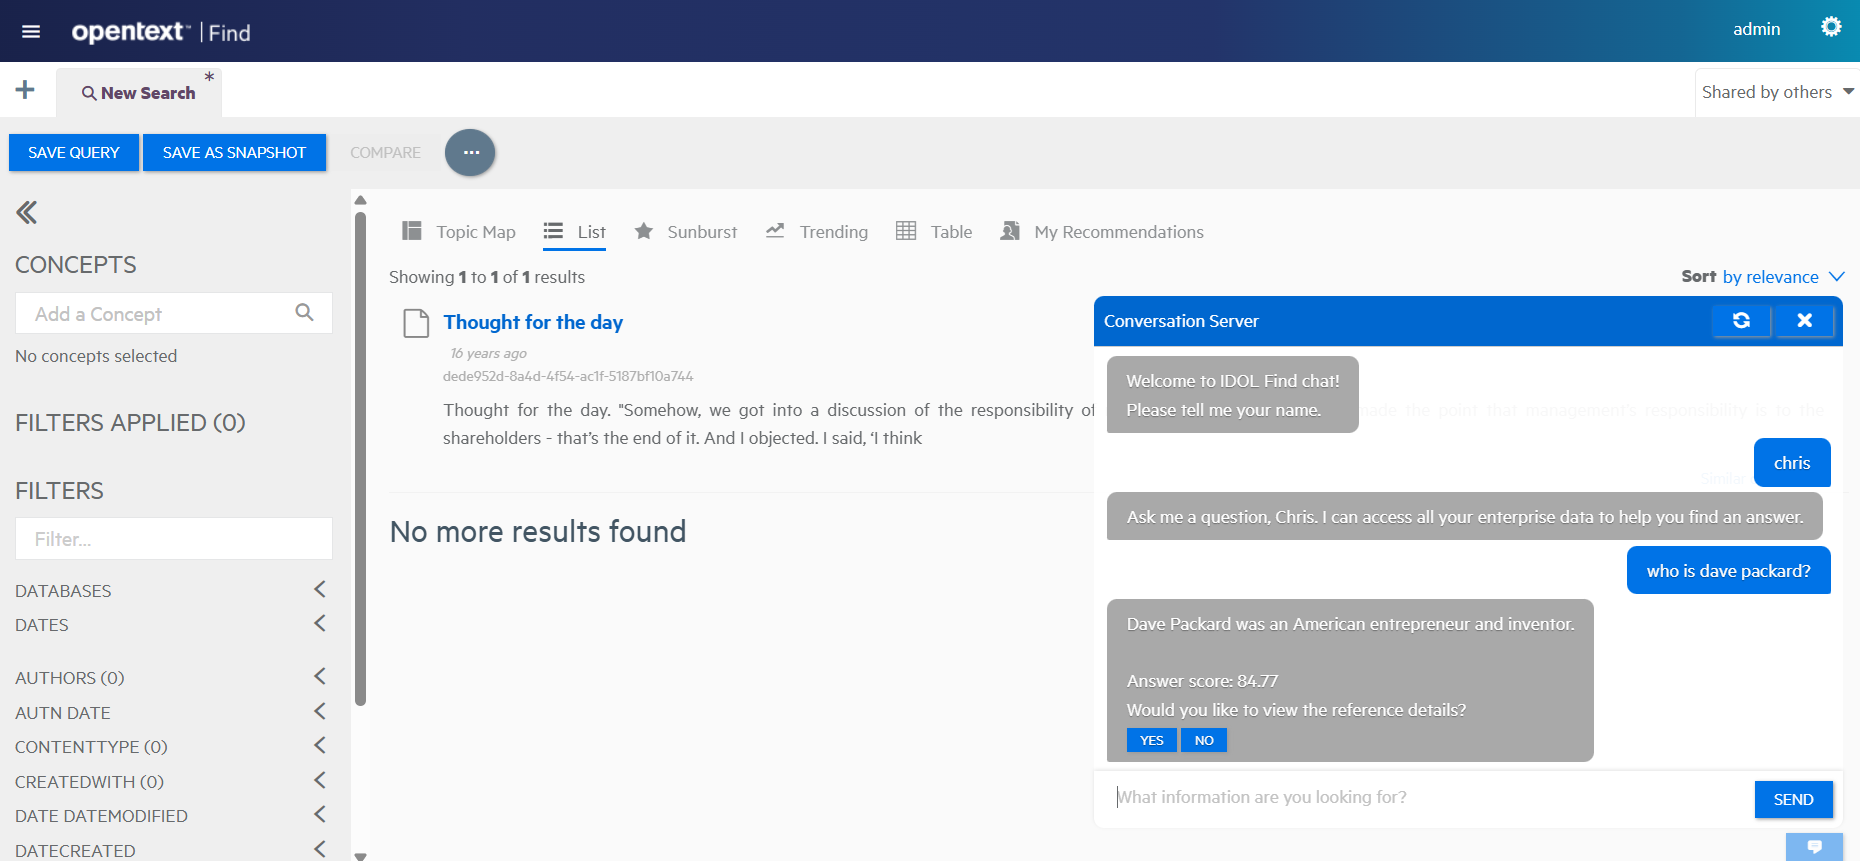 opentext™ | Find
admin
New Search *
Shared by others
SAVE QUERY
SAVE AS SNAPSHOT
COMPARE
...
CONCEPTS
Add a Concept
No concepts selected
FILTERS APPLIED (0)
FILTERS
Filter...
DATABASES
DATES
AUTHORS (0)
AUTN DATE
CONTENTTYPE (0)
CREATEDWITH (0)
DATE DATEMODIFIED
DATECREATED
Topic Map
List
Sunburst
Trending
Table
My Recommendations
Showing 1 to 1 of 1 results
Sort by relevance
Thought for the day
16 years ago
dede952d-8a4d-4f54-ac1f-5187bf10a744
Thought for the day. "Somehow, we got into a discussion of the responsibility of made the point that management's responsibility is to the
shareholders - that's the end of it. And I objected. I said, 'I think
No more results found
Conversation Server
Welcome to IDOL Find chat!
Please tell me your name.
chris
Ask me a question, Chris. I can access all your enterprise data to help you find an answer.
who is dave packard?
Dave Packard was an American entrepreneur and inventor.
Answer score: 84.77
Would you like to view the reference details?
YES
NO
What information are you looking for?
SEND